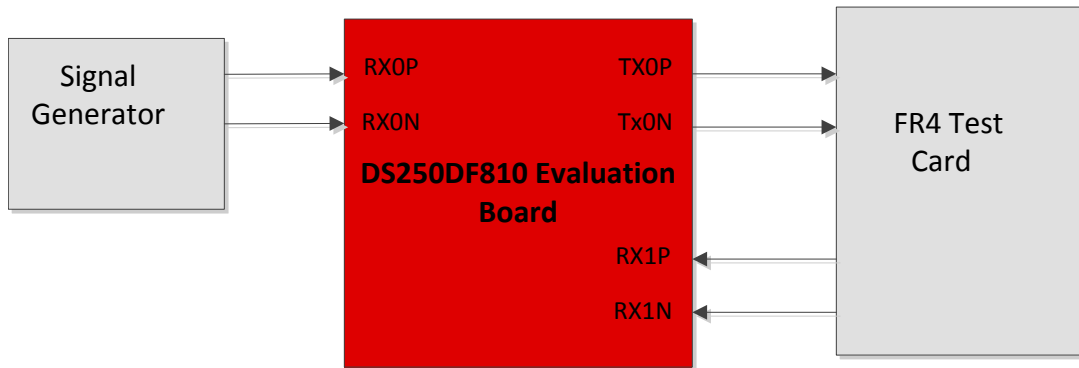 Signal
Generator
RX0P
RX0N
TX0P
Tx0N
DS250DF810 Evaluation
Board
RX1P
RX1N
FR4 Test
Card